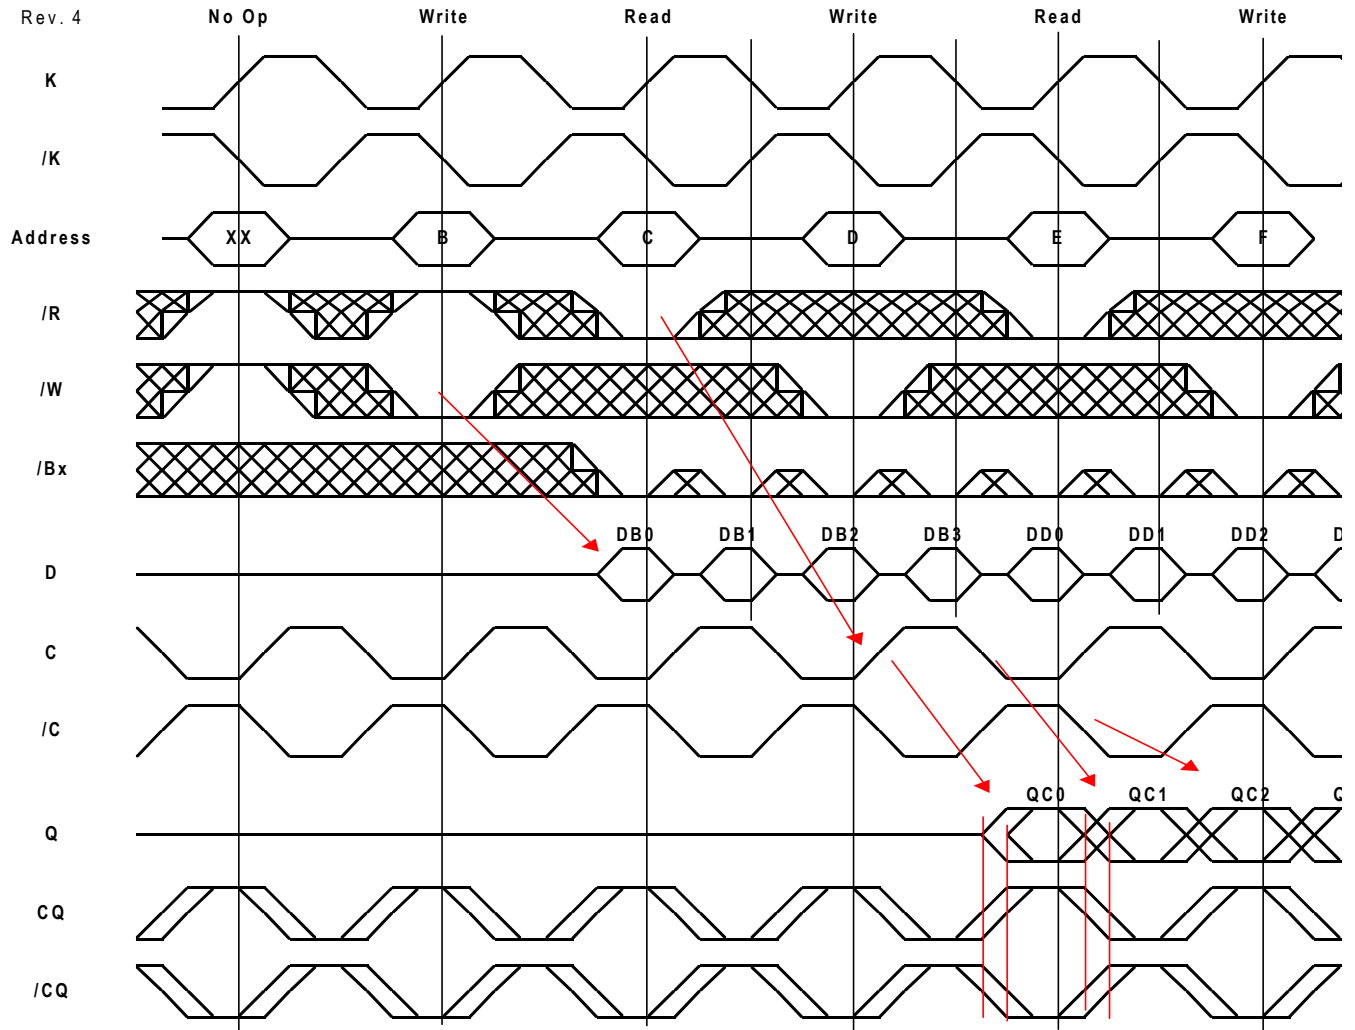 Rev. 4 No Op Write Read Write Read Write
K
/K
Address XX B C D E F
/R
/W
/Bx
DB0 DB1 DB2 DB3 DD0 DD1 DD2 D
D
C
/C
QC0 QC1 QC2 Q
Q
CQ
/CQ